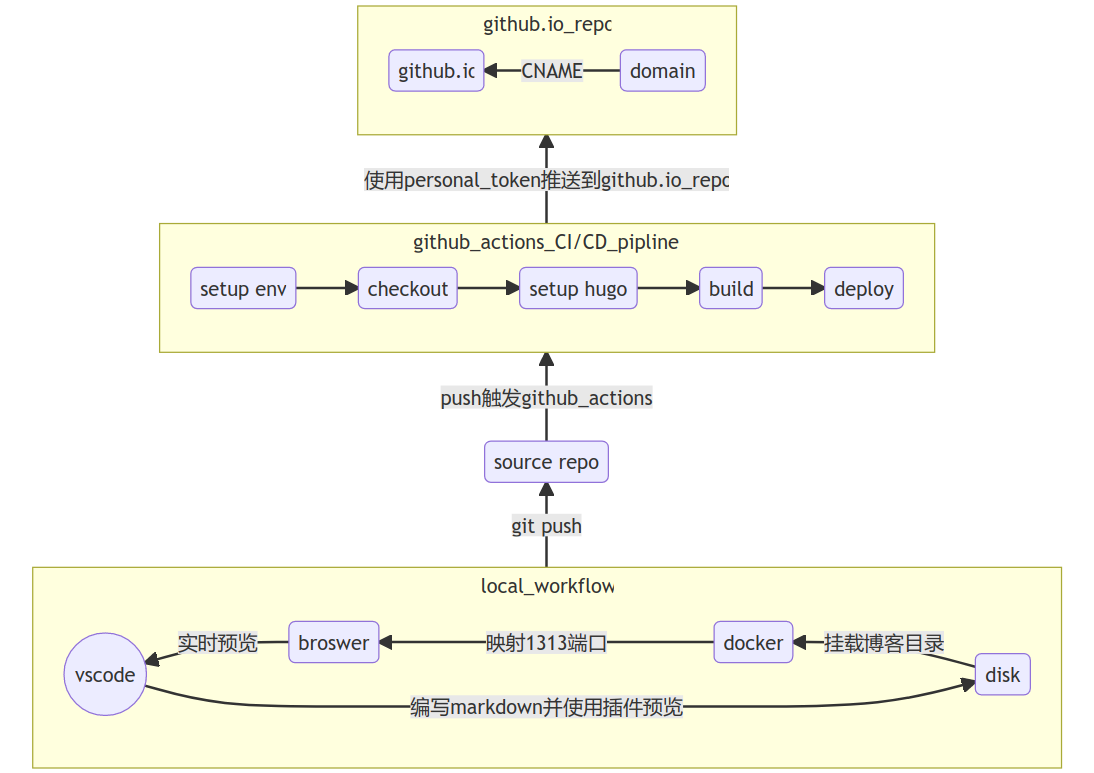 github.io_repo
github.io
CNAME
domain
使用personal_token推送到github.io_repo
github_actions_CI/CD_pipline
setup env
checkout
setup hugo
build
deploy
push触发github_actions
source repo
git push
local_workflow
实时预览
broswer
映射1313端口
docker
挂载博客目录
vscode
disk
编写markdown并使用插件预览